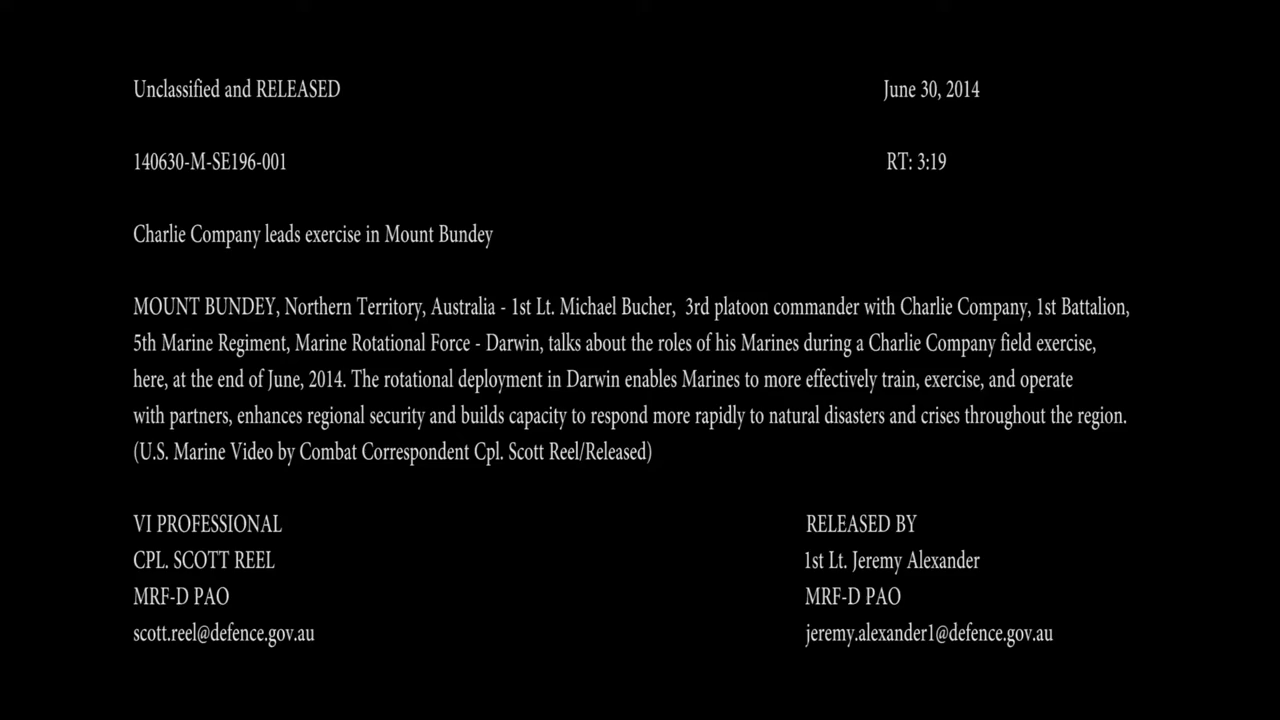 Unclassified and RELEASED June 30, 2014
140630-M-SE196-001 RT: 3:19
Charlie Company leads exercise in Mount Bundey
MOUNT BUNDEY, Northern Territory, Australia - 1st Lt. Michael Bucher,  3rd platoon commander with Charlie Company, 1st Battalion,
5th Marine Regiment, Marine Rotational Force - Darwin, talks about the roles of his Marines during a Charlie Company field exercise,
here, at the end of June, 2014. The rotational deployment in Darwin enables Marines to more effectively train, exercise, and operate
with partners, enhances regional security and builds capacity to respond more rapidly to natural disasters and crises throughout the region.
(U.S. Marine Video by Combat Correspondent Cpl. Scott Reel/Released)
VI PROFESSIONAL
CPL. SCOTT REEL
MRF-D PAO
scott.reel@defence.gov.au
RELEASED BY
1st Lt. Jeremy Alexander
MRF-D PAO
jeremy.alexander1@defence.gov.au